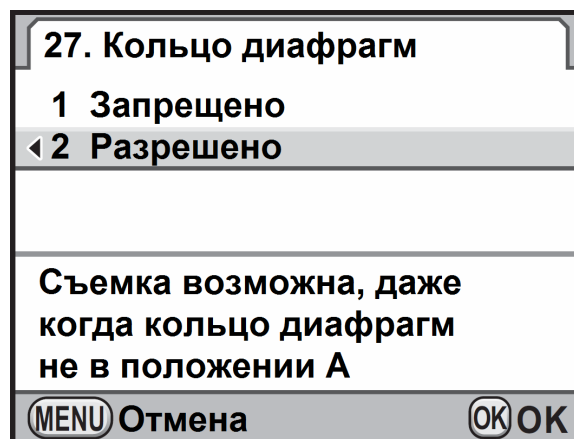 27. Кольцо диафрагм
1 Запрещено
2 Разрешено
Съемка возможна, даже
когда кольцо диафрагм
не в положении А
MENU Отмена OK OK